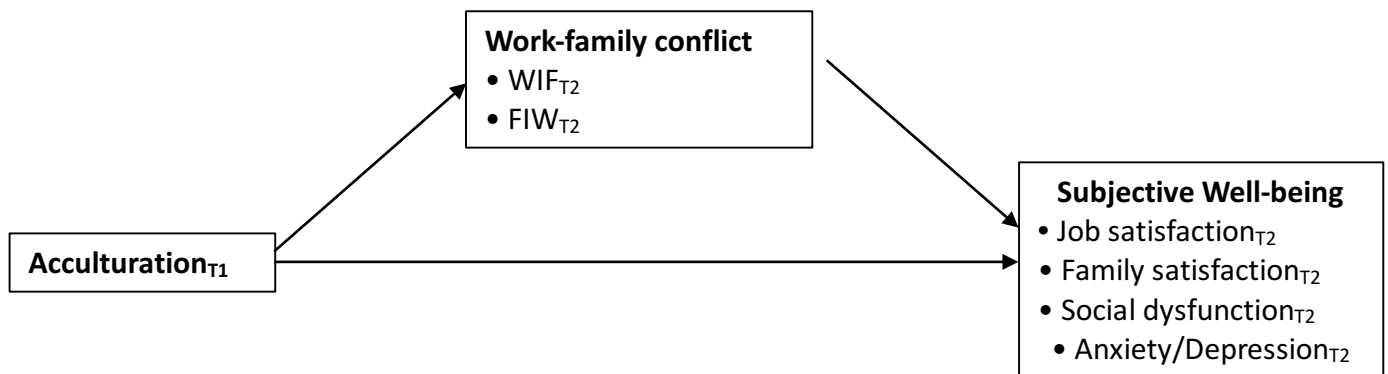 Work-family conflict
• WIFT2
• FIWT2
Subjective Well-being
• Job satisfactionT2
• Family satisfactionT2
• Social dysfunctionT2
• Anxiety/DepressionT2
AcculturationT1